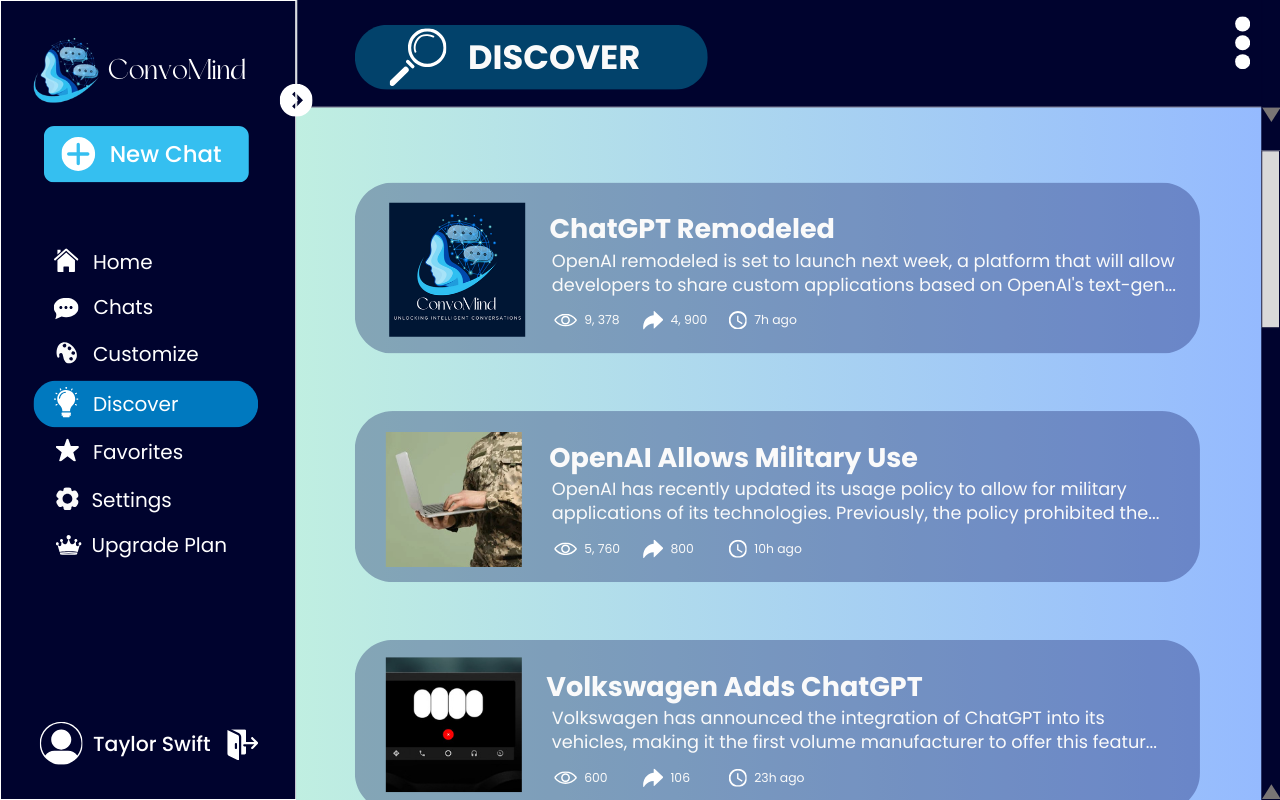 ConvoMind
New Chat
Home
Chats
Customize
Discover
Favorites
Settings
Upgrade Plan
Taylor Swift
DISCOVER
ConvoMind
UNLOCKING INTELLIGENT CONVERSATIONS
ChatGPT Remodeled
OpenAI remodeled is set to launch next week, a platform that will allow
developers to share custom applications based on OpenAI's text-gen...
9, 378 4, 900 7h ago
OpenAI Allows Military Use
OpenAI has recently updated its usage policy to allow for military
applications of its technologies. Previously, the policy prohibited the...
5, 760 800 10h ago
Volkswagen Adds ChatGPT
Volkswagen has announced the integration of ChatGPT into its
vehicles, making it the first volume manufacturer to offer this featur...
600 106 23h ago